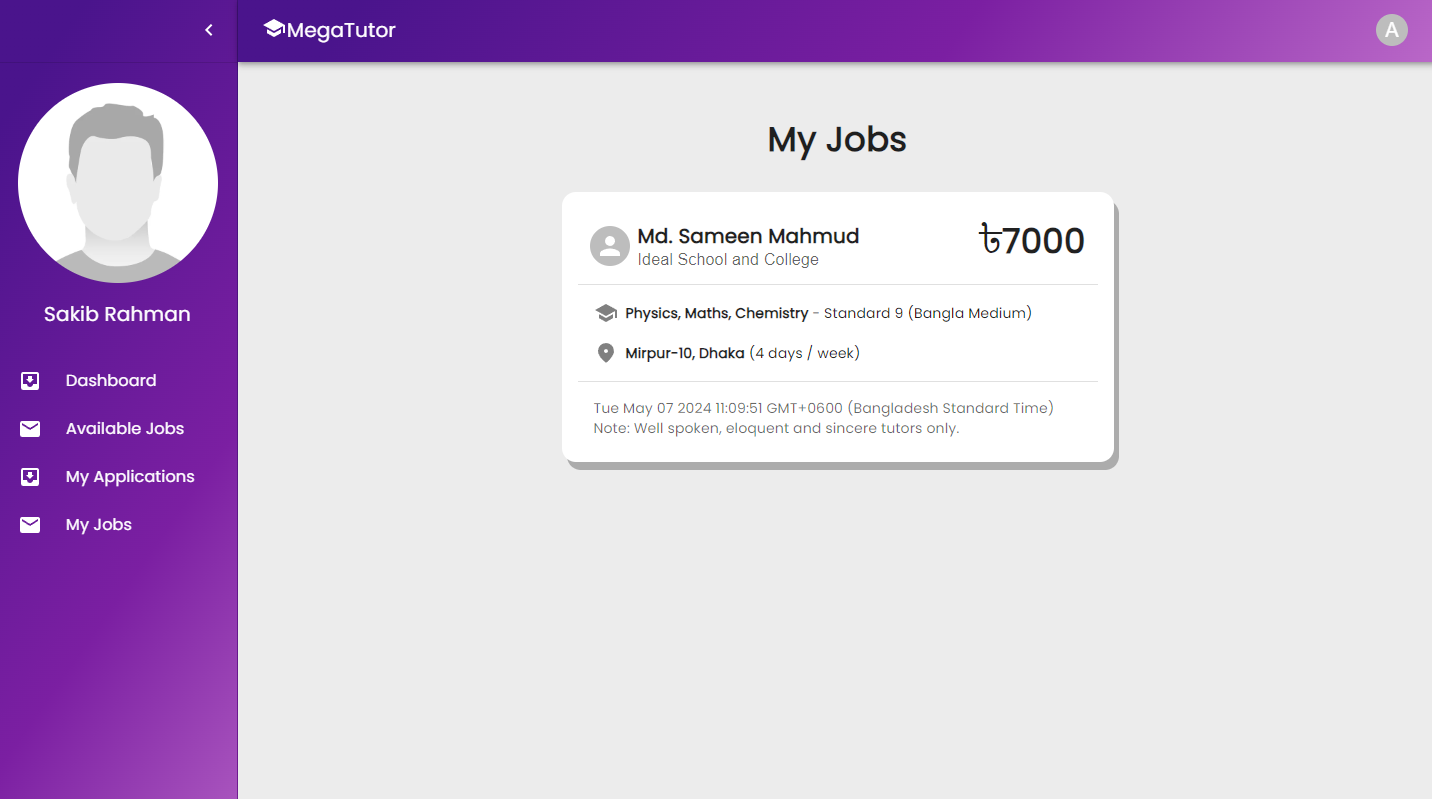 MegaTutor
A
Sakib Rahman
Dashboard
Available Jobs
My Applications
My Jobs
My Jobs
Md. Sameen Mahmud
Ideal School and College
৳7000
Physics, Maths, Chemistry - Standard 9 (Bangla Medium)
Mirpur-10, Dhaka (4 days / week)
Tue May 07 2024 11:09:51 GMT+0600 (Bangladesh Standard Time)
Note: Well spoken, eloquent and sincere tutors only.